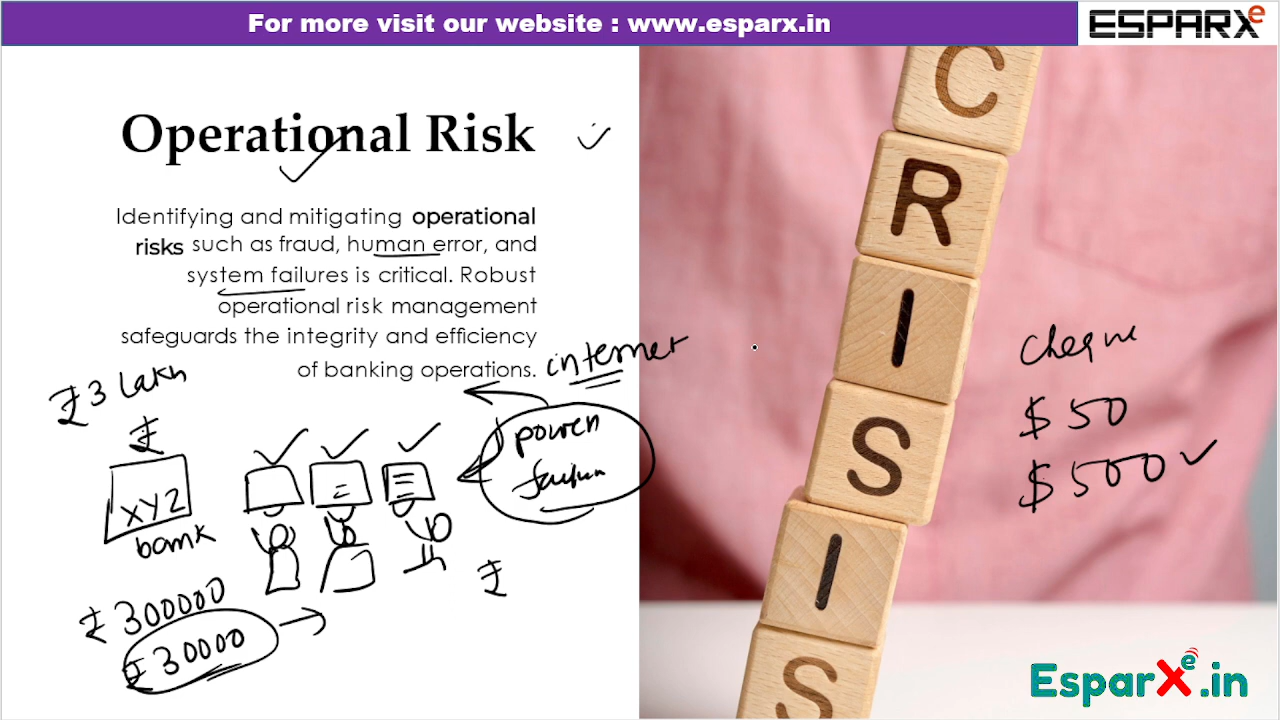 For more visit our website : www.esparx.in
ESPARXe
Operational Risk
Identifying and mitigating operational
risks such as fraud, human error, and
system failures is critical. Robust
operational risk management
safeguards the integrity and efficiency
of banking operations.
internet
₹3 lakh
₹
power
XYZ
bank
₹
₹ 300000
₹ 30000
C
R
I
S
I
S
cheque
$ 50
$ 500
EsparXe.in